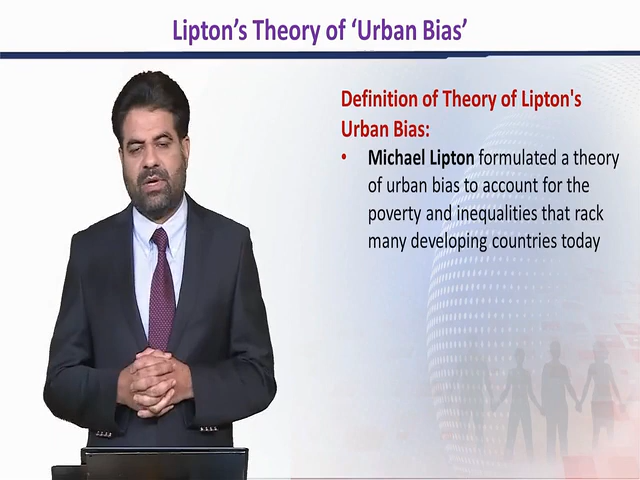 Lipton’s Theory of ‘Urban Bias’
Definition of Theory of Lipton's
Urban Bias:
• Michael Lipton formulated a theory
of urban bias to account for the
poverty and inequalities that rack
many developing countries today